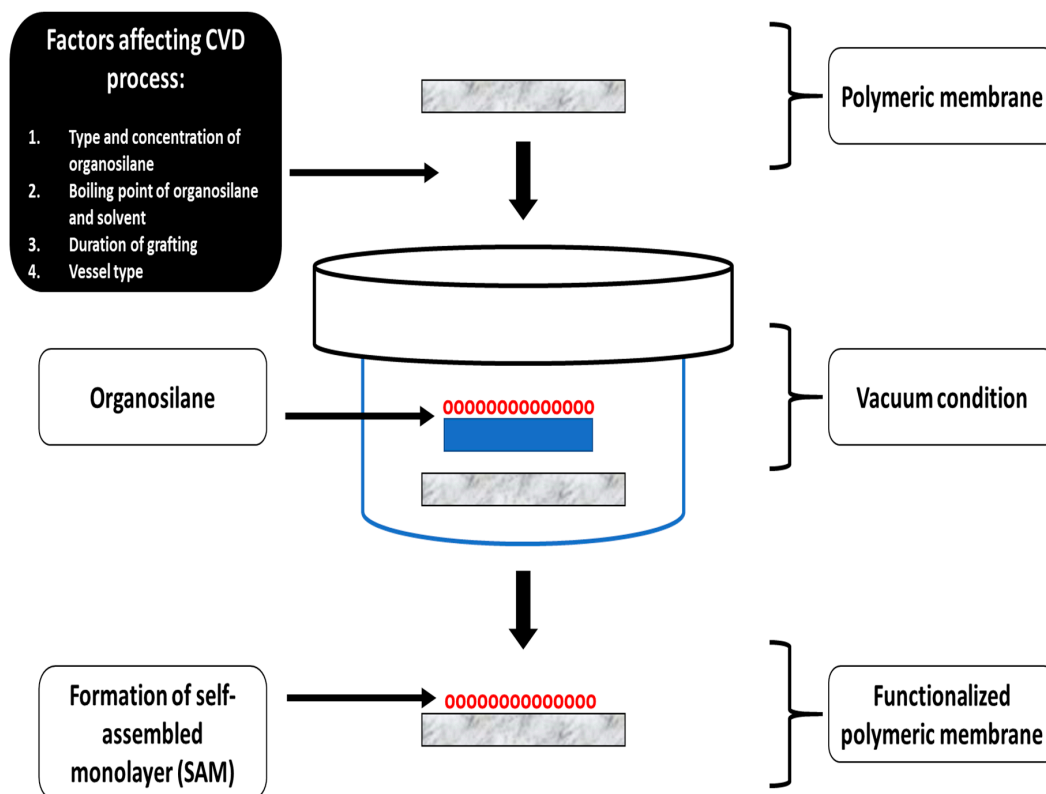 Factors affecting CVD
process:
1. Type and concentration of
organosilane
2. Boiling point of organosilane
and solvent
3. Duration of grafting
4. Vessel type
Polymeric membrane
Organosilane
OOOOOOOOOOOOOO
Vacuum condition
Formation of self-
assembled
monolayer (SAM)
OOOOOOOOOOOOOO
Functionalized
polymeric membrane